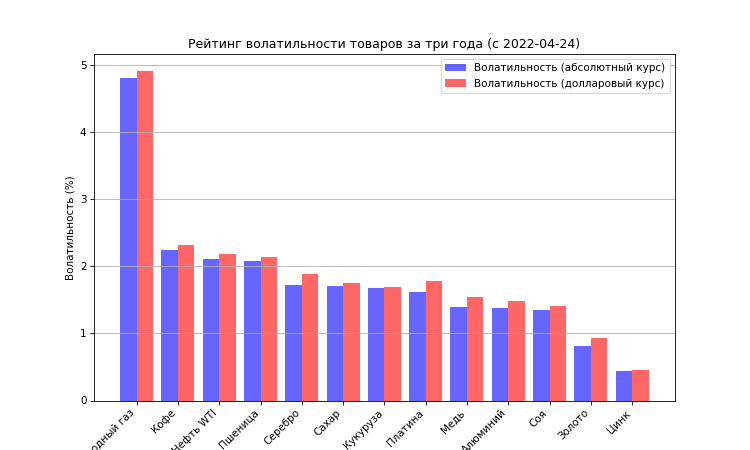 Рейтинг волатильности товаров за три года (с 2022-04-24)
Волатильность (абсолютный курс)
Волатильность (долларовый курс)
Волатильность (%)
5
4
3
2
1
0
одный газ
Кофе
Нефть WTI
Пшеница
Серебро
Сахар
Кукуруза
Платина
Медь
Алюминий
Соя
Золото
Цинк